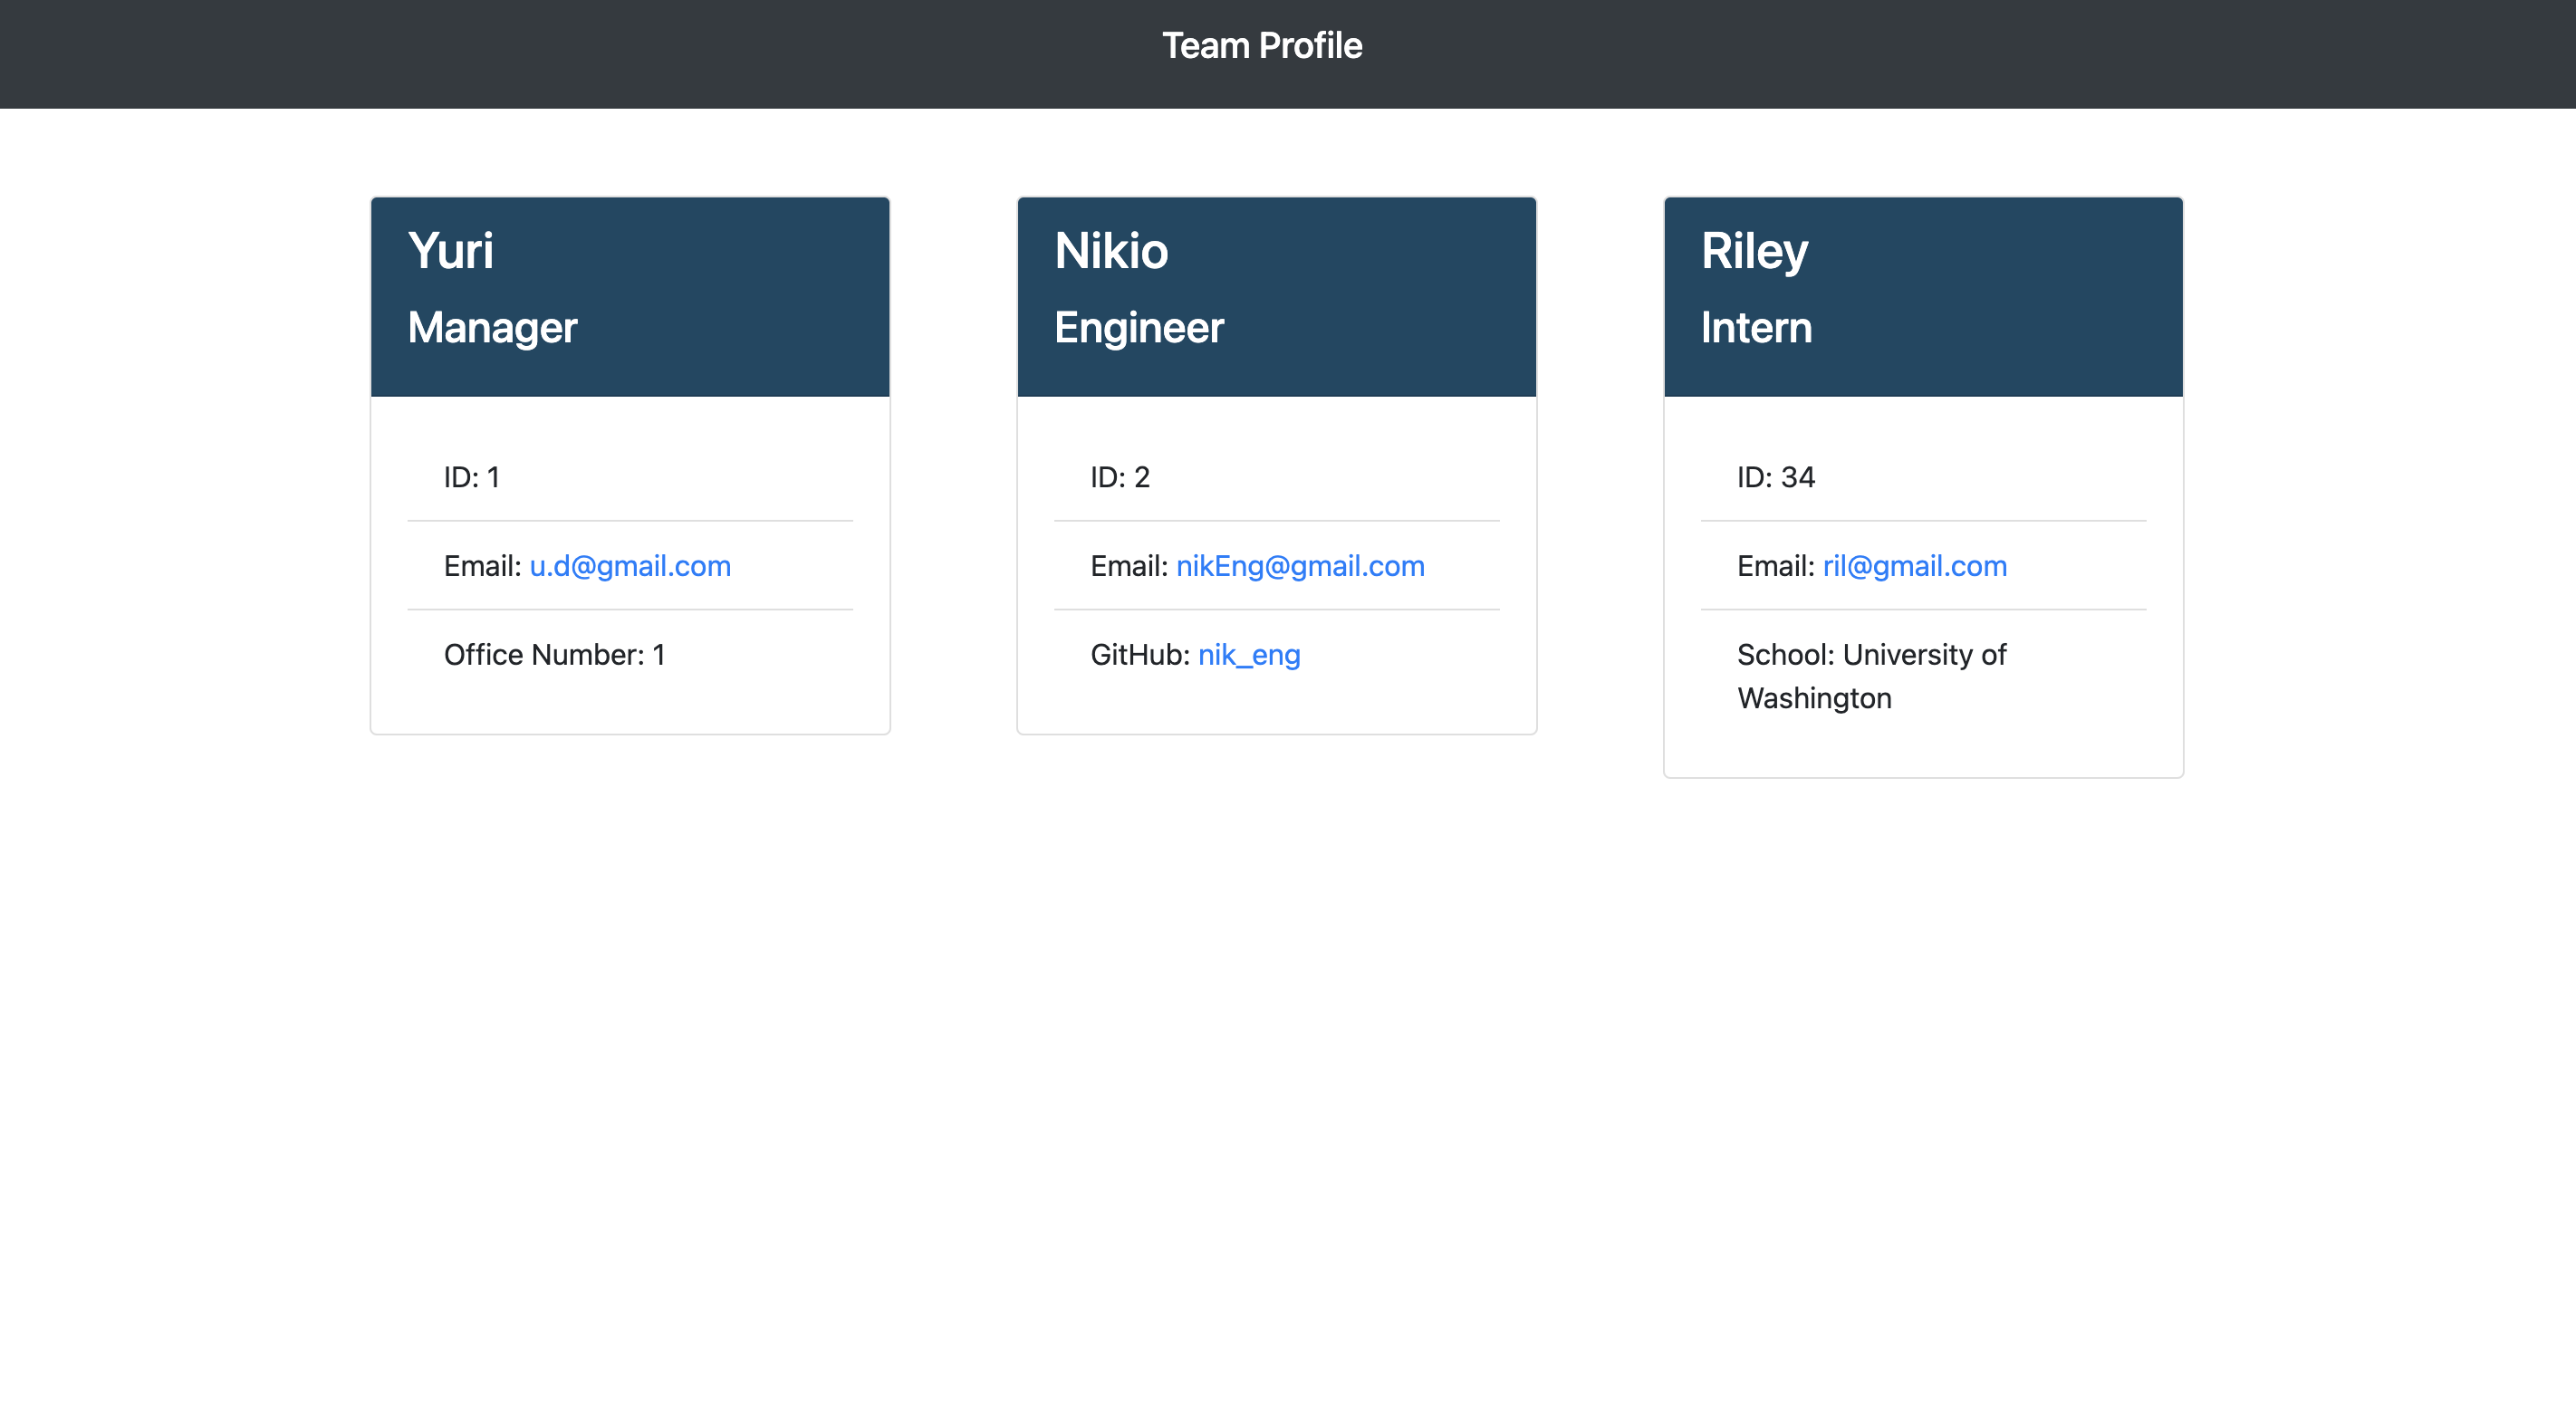 Team Profile
Yuri
Manager
ID: 1
Email: u.d@gmail.com
Office Number: 1
Nikio
Engineer
ID: 2
Email: nikEng@gmail.com
GitHub: nik_eng
Riley
Intern
ID: 34
Email: ril@gmail.com
School: University of
Washington